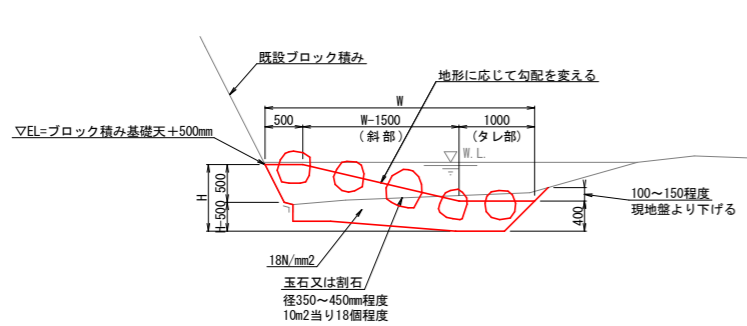 既設ブロック積み
地形に応じて勾配を変える
W
500
W-1500
1000
(斜部)
(タレ部)
▽EL=ブロック積み基礎天+500mm
W.L.
H
500
H-500
100~150程度
現地盤より下げる
400
18N/mm2
玉石又は割石
径350~450mm程度
10m2当り18個程度